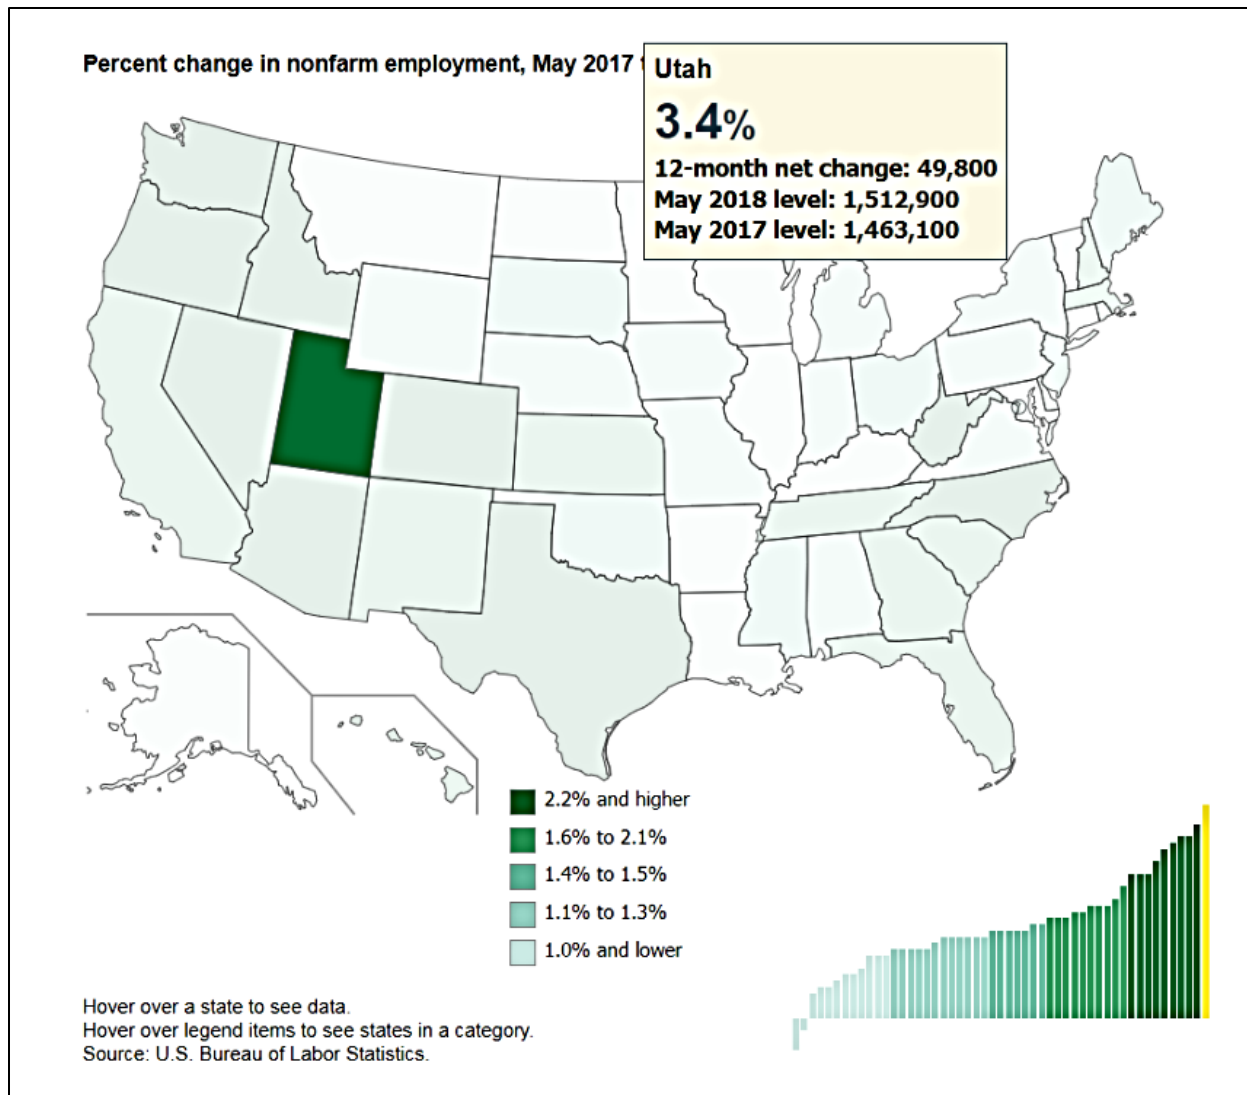 Percent change in nonfarm employment, May 2017
Utah
3.4%
12-month net change: 49,800
May 2018 level: 1,512,900
May 2017 level: 1,463,100
2.2% and higher
1.6% to 2.1%
1.4% to 1.5%
1.1% to 1.3%
1.0% and lower
Hover over a state to see data.
Hover over legend items to see states in a category.
Source: U.S. Bureau of Labor Statistics.